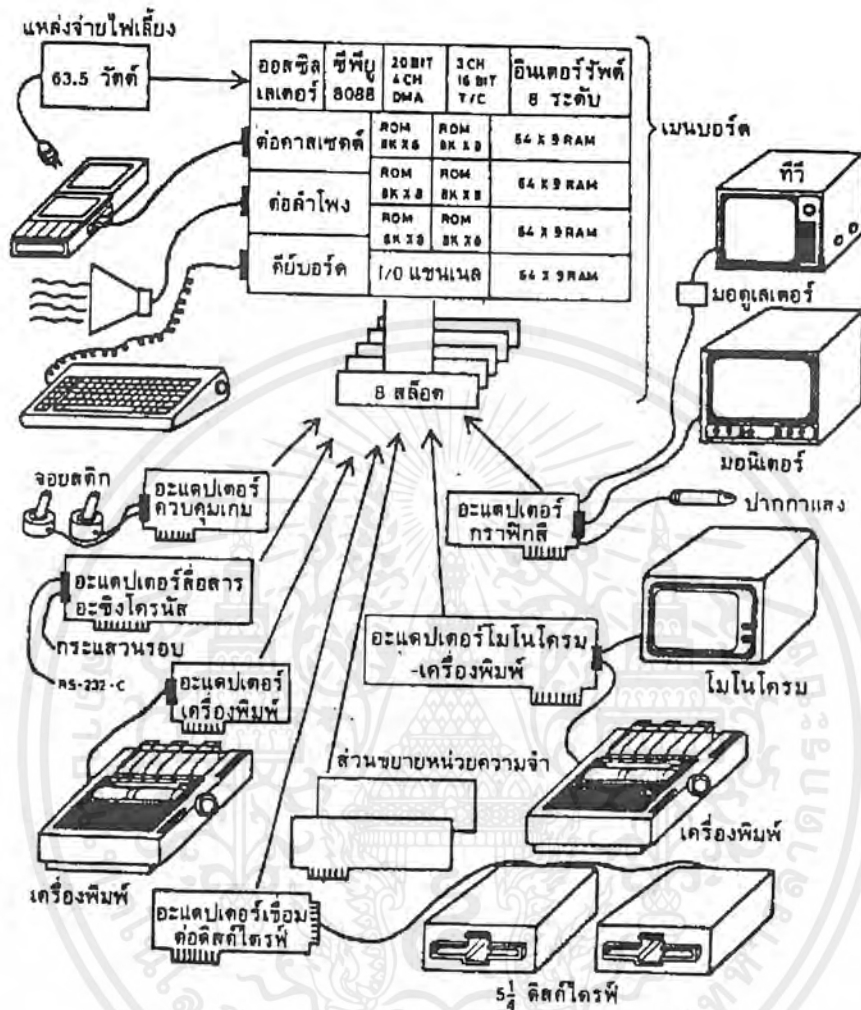 แหล่งจ่ายไฟเลี้ยง
63.5 วัตต์
ออสซิล
เลเตอร์
ซีพียู
8088
20 BIT
4 CH
DMA
3 CH
16 BIT
T/C
อินเตอร์รัพต์
8 ระดับ
ต่อคาสเซตต์
ROM
8K X 8
ROM
8K X 8
64 X 9 RAM
ต่อลำโพง
ROM
8K X 8
ROM
8K X 8
64 X 9 RAM
ROM
8K X 8
ROM
8K X 8
64 X 9 RAM
คีย์บอร์ด
I/O แชนเนล
64 X 9 RAM
เมนบอร์ด
8 สล็อต
ทีวี
มอดูเลเตอร์
มอนิเตอร์
ปากกาแสง
จอยสติก
อะแดปเตอร์
ควบคุมเกม
อะแดปเตอร์
กราฟิกสี
อะแดปเตอร์สื่อสาร
อะซิงโครนัส
กระแสวนรอบ
RS-232-C
อะแดปเตอร์
เครื่องพิมพ์
อะแดปเตอร์โมโนโครม
-เครื่องพิมพ์
โมโนโครม
ส่วนขยายหน่วยความจำ
เครื่องพิมพ์
เครื่องพิมพ์
อะแดปเตอร์เชื่อม
ต่อดิสก์ไดรฟ์
5 1/4 ดิสก์ไดรฟ์